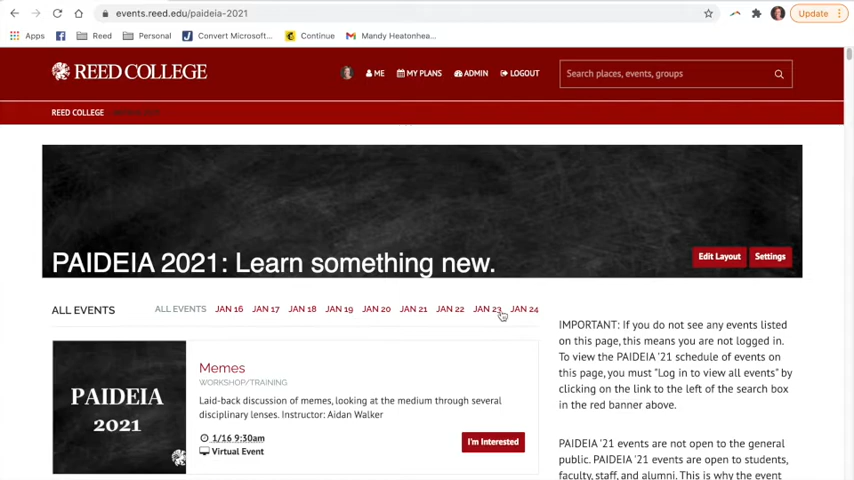 events.reed.edu/paideia-2021
Update
Apps Reed Personal Convert Microsoft... Continue Mandy Heatonhea...
REED COLLEGE
ME MY PLANS ADMIN LOGOUT
Search places, events, groups
REED COLLEGE
PAIDEIA 2021: Learn something new.
Edit Layout Settings
ALL EVENTS
ALL EVENTS JAN 16 JAN 17 JAN 18 JAN 19 JAN 20 JAN 21 JAN 22 JAN 23 JAN 24
PAIDEIA
2021
Memes
WORKSHOP/TRAINING
Laid-back discussion of memes, looking at the medium through several
disciplinary lenses. Instructor: Aidan Walker
1/16 9:30am
Virtual Event
I'm Interested
IMPORTANT: If you do not see any events listed
on this page, this means you are not logged in.
To view the PAIDEIA '21 schedule of events on
this page, you must "Log in to view all events" by
clicking on the link to the left of the search box
in the red banner above.
PAIDEIA '21 events are not open to the general
public. PAIDEIA '21 events are open to students,
faculty, staff, and alumni. This is why the event